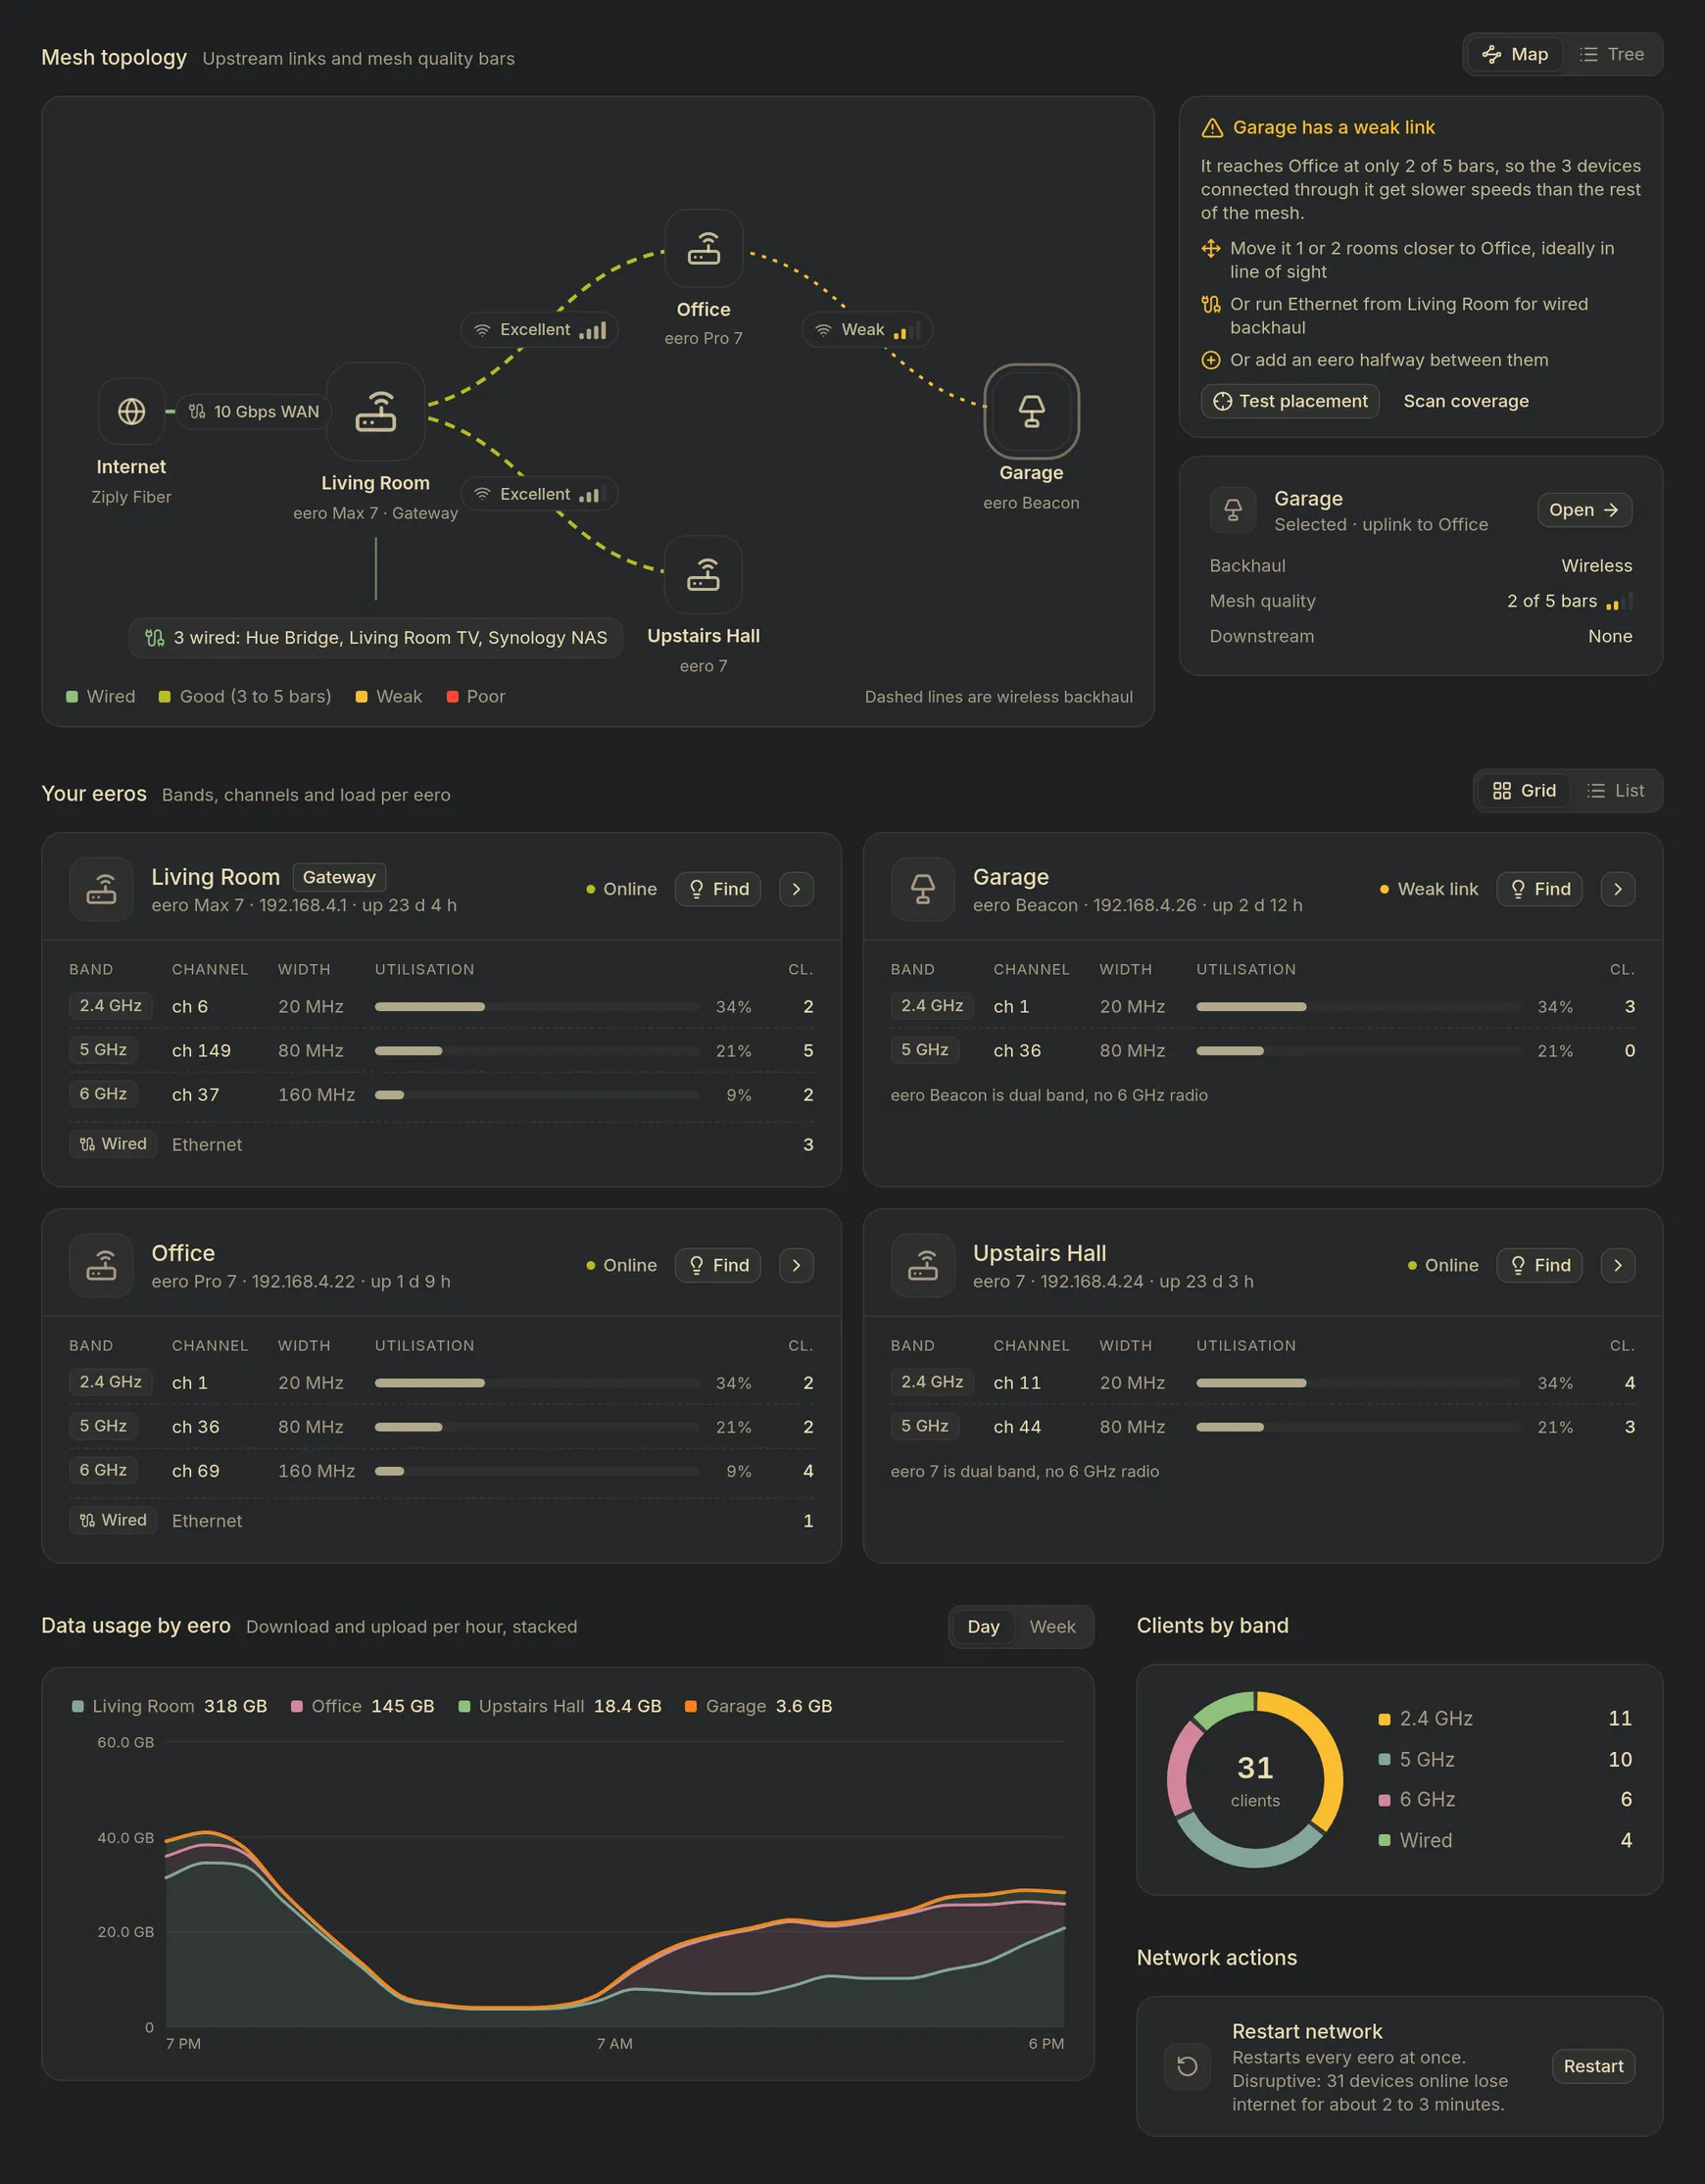 Mesh topology Upstream links and mesh quality bars
Map Tree
Office
eero Pro 7
Excellent
Weak
10 Gbps WAN
Internet
Ziply Fiber
Living Room
eero Max 7 · Gateway
Excellent
Garage
eero Beacon
3 wired: Hue Bridge, Living Room TV, Synology NAS
Upstairs Hall
eero 7
Wired Good (3 to 5 bars) Weak Poor
Dashed lines are wireless backhaul
Garage has a weak link
It reaches Office at only 2 of 5 bars, so the 3 devices
connected through it get slower speeds than the rest
of the mesh.
Move it 1 or 2 rooms closer to Office, ideally in
line of sight
Or run Ethernet from Living Room for wired
backhaul
Or add an eero halfway between them
Test placement Scan coverage
Garage
Selected · uplink to Office
Open
Backhaul Wireless
Mesh quality 2 of 5 bars
Downstream None
Your eeros Bands, channels and load per eero
Grid List
Living Room Gateway
eero Max 7 · 192.168.4.1 · up 23 d 4 h
Online Find
BAND CHANNEL WIDTH UTILISATION CL.
2.4 GHz ch 6 20 MHz 34% 2
5 GHz ch 149 80 MHz 21% 5
6 GHz ch 37 160 MHz 9% 2
Wired Ethernet 3
Garage
eero Beacon · 192.168.4.26 · up 2 d 12 h
Weak link Find
BAND CHANNEL WIDTH UTILISATION CL.
2.4 GHz ch 1 20 MHz 34% 3
5 GHz ch 36 80 MHz 21% 0
eero Beacon is dual band, no 6 GHz radio
Office
eero Pro 7 · 192.168.4.22 · up 1 d 9 h
Online Find
BAND CHANNEL WIDTH UTILISATION CL.
2.4 GHz ch 1 20 MHz 34% 2
5 GHz ch 36 80 MHz 21% 2
6 GHz ch 69 160 MHz 9% 4
Wired Ethernet 1
Upstairs Hall
eero 7 · 192.168.4.24 · up 23 d 3 h
Online Find
BAND CHANNEL WIDTH UTILISATION CL.
2.4 GHz ch 11 20 MHz 34% 4
5 GHz ch 44 80 MHz 21% 3
eero 7 is dual band, no 6 GHz radio
Data usage by eero Download and upload per hour, stacked
Day Week
Living Room 318 GB Office 145 GB Upstairs Hall 18.4 GB Garage 3.6 GB
60.0 GB
40.0 GB
20.0 GB
0
7 PM 7 AM 6 PM
Clients by band
31
clients
2.4 GHz 11
5 GHz 10
6 GHz 6
Wired 4
Network actions
Restart network
Restarts every eero at once.
Disruptive: 31 devices online lose
internet for about 2 to 3 minutes.
Restart